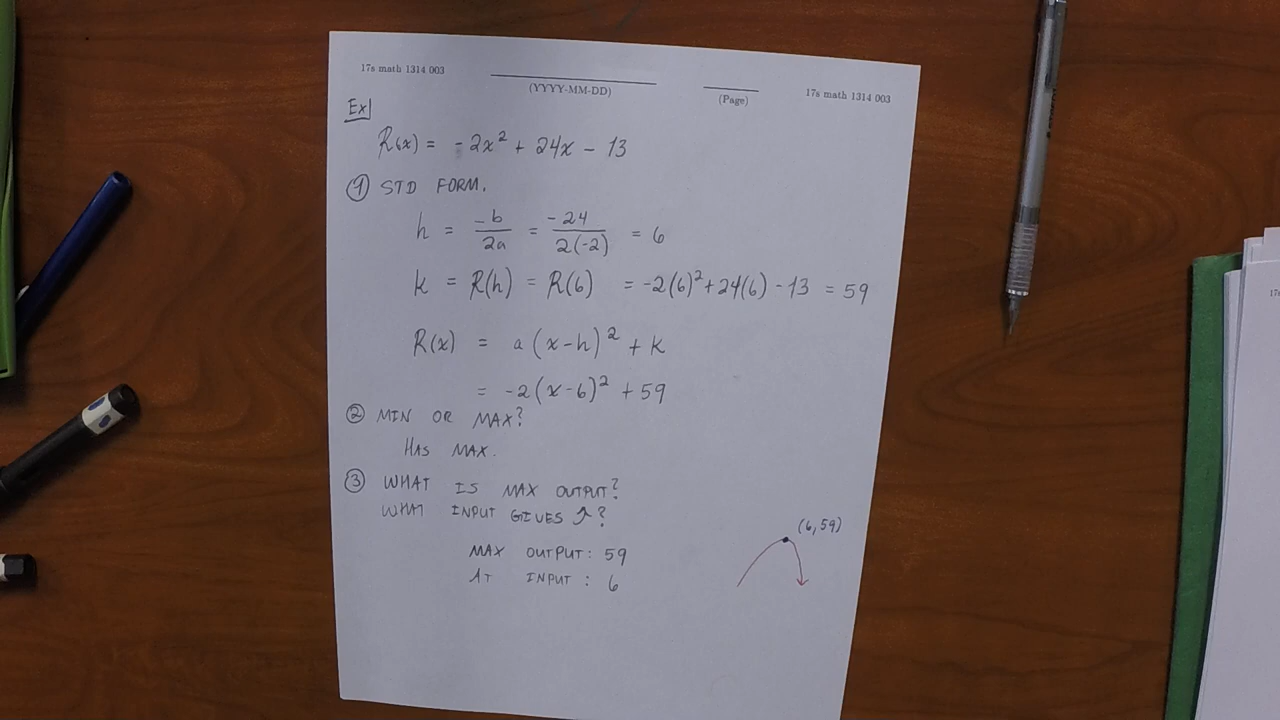 17s math 1314 003
(YYYY-MM-DD)
(Page)
17s math 1314 003
Ex|
R(x) = -2x² + 24x - 13
① STD FORM.
h = -b/2a = -24/2(-2) = 6
k = R(h) = R(6) = -2(6)²+24(6) - 13 = 59
R(x) = a(x-h)² + k
= -2(x-6)² + 59
② MIN OR MAX?
HAS MAX.
③ WHAT IS MAX OUTPUT?
WHAT INPUT GIVES ⤴?
MAX OUTPUT: 59
AT INPUT: 6
(6,59)